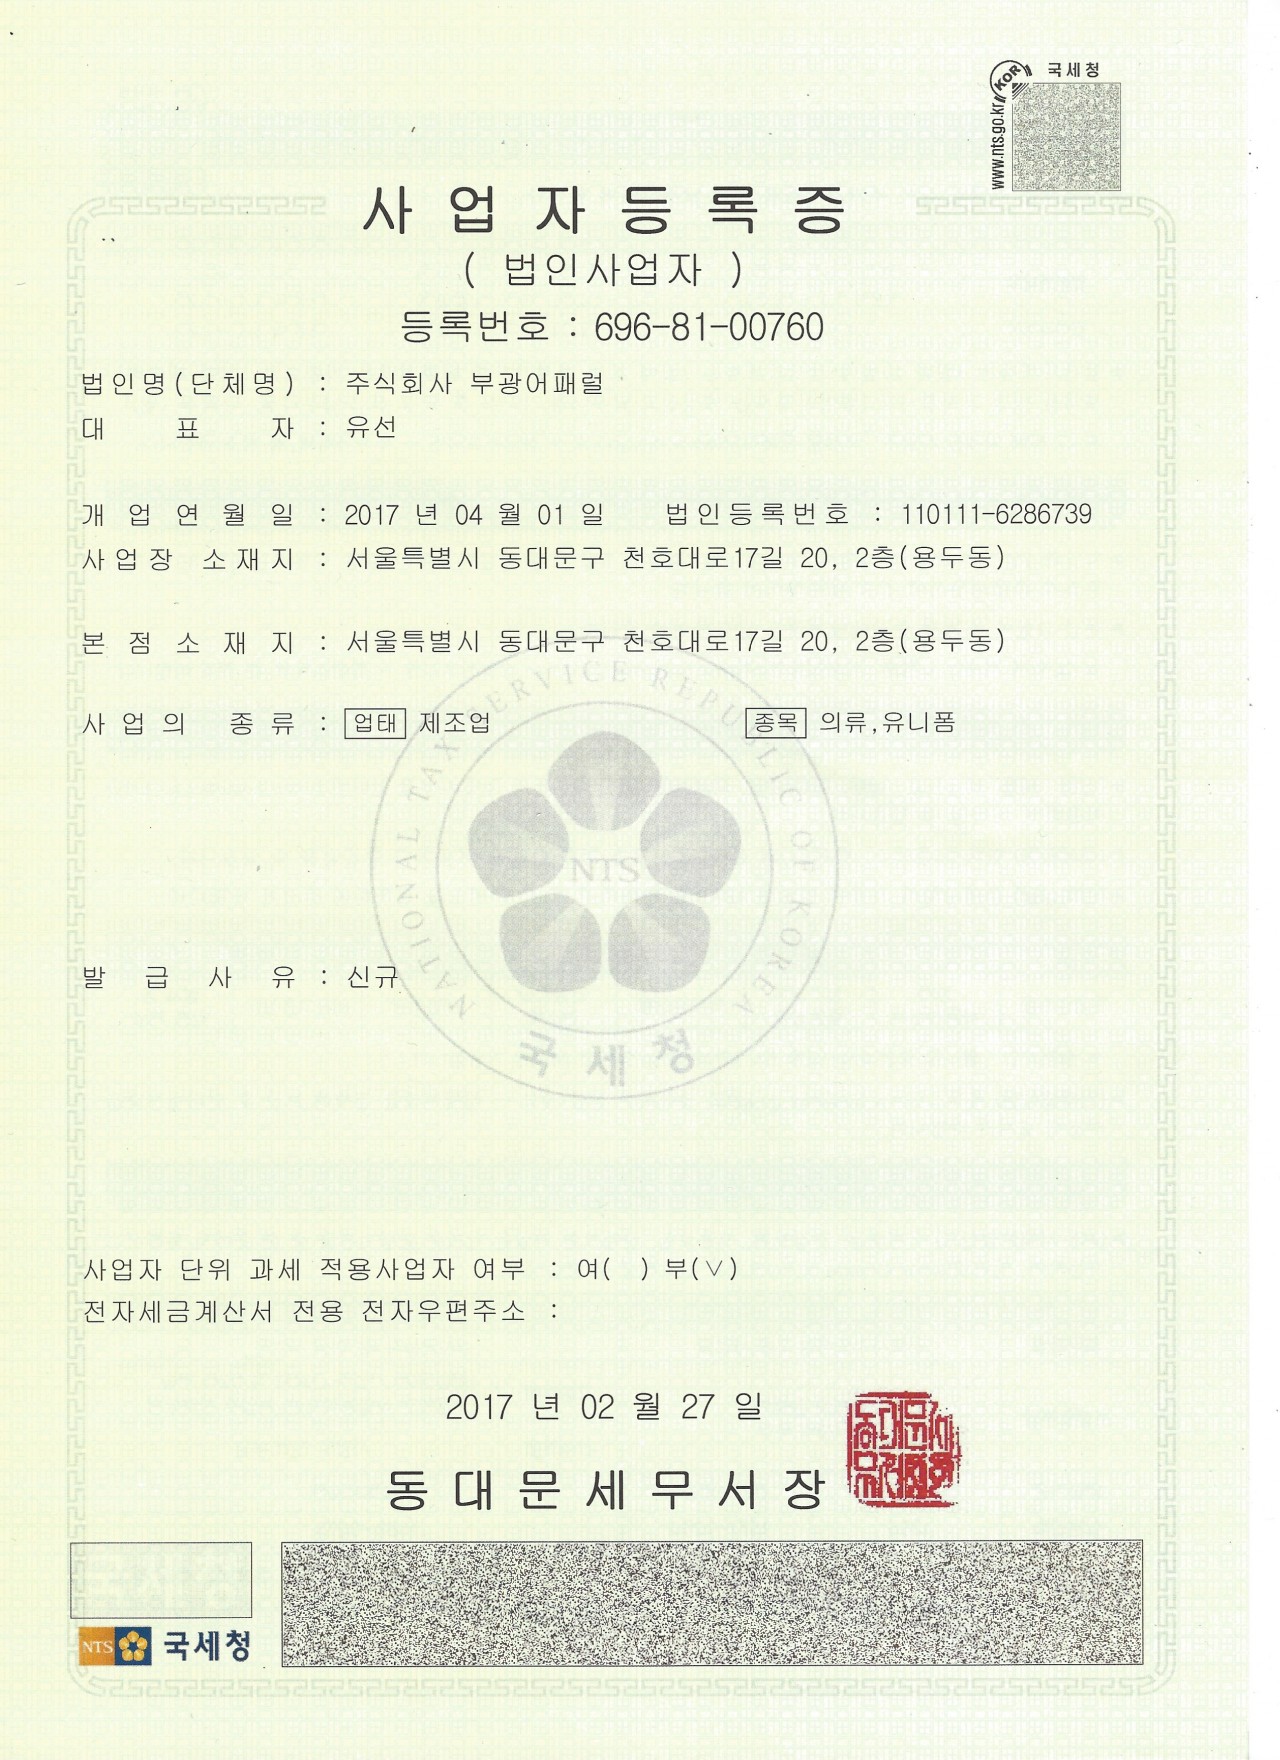 국세청
KOR
www.nts.go.kr
사업자등록증
( 법인사업자 )
등록번호 : 696-81-00760
법인명(단체명) : 주식회사 부광어패럴
대 표 자 : 유선
개 업 연 월 일 : 2017 년 04 월 01 일 법인등록번호 : 110111-6286739
사업장 소재지 : 서울특별시 동대문구 천호대로17길 20, 2층(용두동)
본 점 소 재 지 : 서울특별시 동대문구 천호대로17길 20, 2층(용두동)
사 업 의 종 류 : 업태 제조업 종목 의류,유니폼
NATIONAL TAX SERVICE REPUBLIC OF KOREA
NTS
국세청
발 급 사 유 : 신규
사업자 단위 과세 적용사업자 여부 : 여( ) 부(∨)
전자세금계산서 전용 전자우편주소 :
2017 년 02 월 27 일
동대문세무서장
NTS 국세청